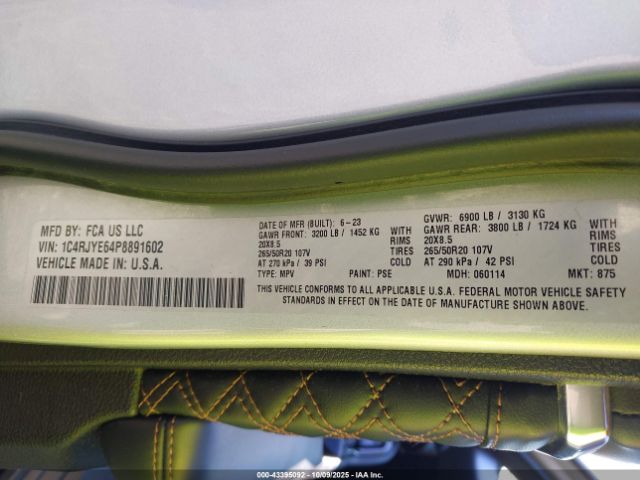 MFD BY: FCA US LLC
VIN: 1C4RJYE64P8891602
VEHICLE MADE IN: U.S.A.
DATE OF MFR (BUILT): 6-23
GAWR FRONT: 3200 LB / 1452 KG WITH
20X8.5 RIMS
265/50R20 107V TIRES
AT 270 kPa / 39 PSI COLD
TYPE: MPV PAINT: PSE
GVWR: 6900 LB / 3130 KG
GAWR REAR: 3800 LB / 1724 KG WITH
20X8.5 RIMS
265/50R20 107V TIRES
AT 290 kPa / 42 PSI COLD
MDH: 060114 MKT: 875
THIS VEHICLE CONFORMS TO ALL APPLICABLE U.S.A. FEDERAL MOTOR VEHICLE SAFETY
STANDARDS IN EFFECT ON THE DATE OF MANUFACTURE SHOWN ABOVE.
000-43395092 - 10/09/2025 - © IAA, Inc.